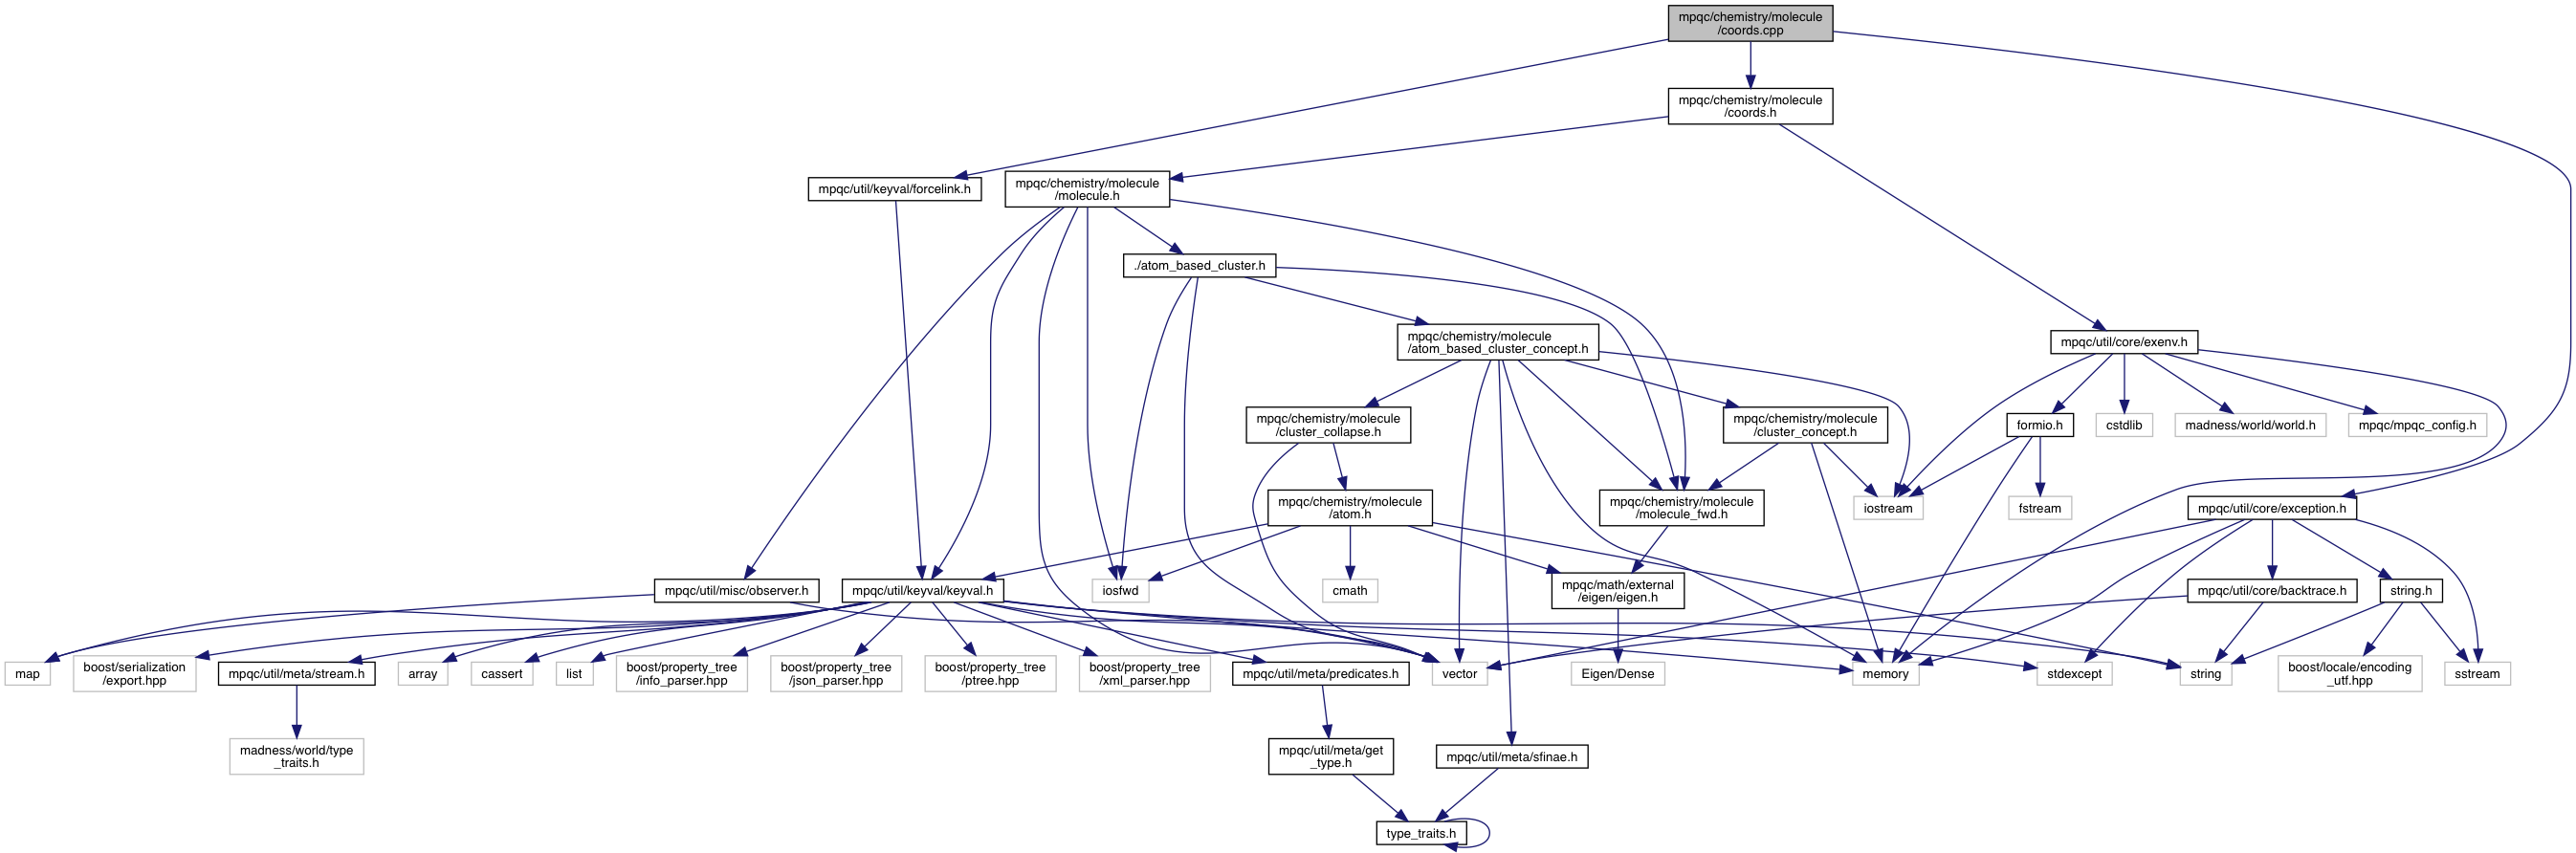 mpqc/chemistry/molecule
/coords.cpp
mpqc/chemistry/molecule
/coords.h
mpqc/util/keyval/forcelink.h
mpqc/chemistry/molecule
/molecule.h
./atom_based_cluster.h
mpqc/chemistry/molecule
/atom_based_cluster_concept.h
mpqc/util/core/exenv.h
mpqc/chemistry/molecule
/cluster_collapse.h
mpqc/chemistry/molecule
/cluster_concept.h
formio.h
cstdlib
madness/world/world.h
mpqc/mpqc_config.h
mpqc/chemistry/molecule
/atom.h
mpqc/chemistry/molecule
/molecule_fwd.h
iostream
fstream
mpqc/util/core/exception.h
mpqc/util/misc/observer.h
mpqc/util/keyval/keyval.h
iosfwd
cmath
mpqc/math/external
/eigen/eigen.h
mpqc/util/core/backtrace.h
string.h
map
boost/serialization
/export.hpp
mpqc/util/meta/stream.h
array
cassert
list
boost/property_tree
/info_parser.hpp
boost/property_tree
/json_parser.hpp
boost/property_tree
/ptree.hpp
boost/property_tree
/xml_parser.hpp
mpqc/util/meta/predicates.h
vector
Eigen/Dense
memory
stdexcept
string
boost/locale/encoding
_utf.hpp
sstream
madness/world/type
_traits.h
mpqc/util/meta/get
_type.h
mpqc/util/meta/sfinae.h
type_traits.h